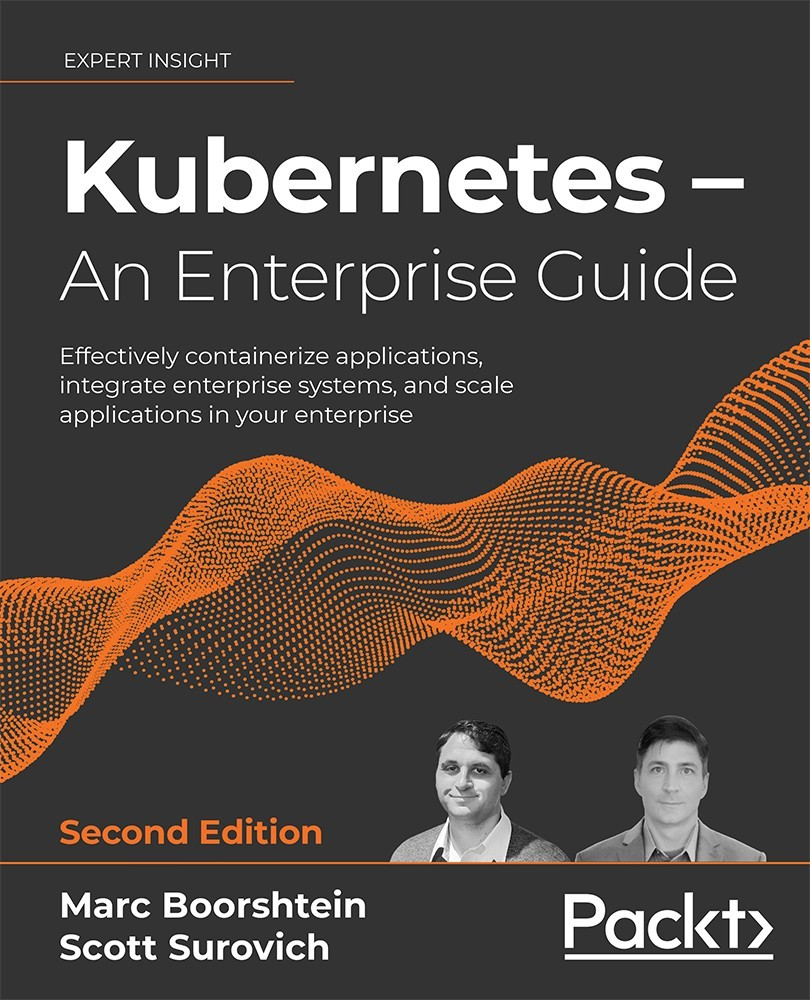 EXPERT INSIGHT
Kubernetes –
An Enterprise Guide
Effectively containerize applications,
integrate enterprise systems, and scale
applications in your enterprise
Second Edition
Marc Boorshtein
Scott Surovich
Packt>